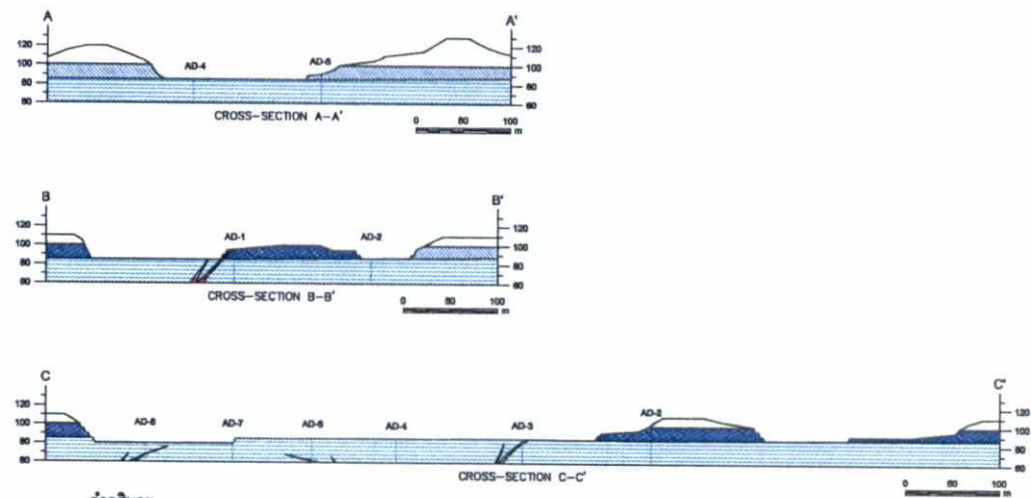 A A'
120 120
100 AD-4 AD-5 100
80 80
60 60
CROSS-SECTION A-A'
0 50 100
m
B B'
120 120
100 AD-1 AD-2 100
80 80
60 60
CROSS-SECTION B-B'
0 50 100
m
C C'
120 120
100 AD-6 AD-7 AD-5 AD-4 AD-3 AD-2 100
80 80
60 60
CROSS-SECTION C-C'
0 50 100
m